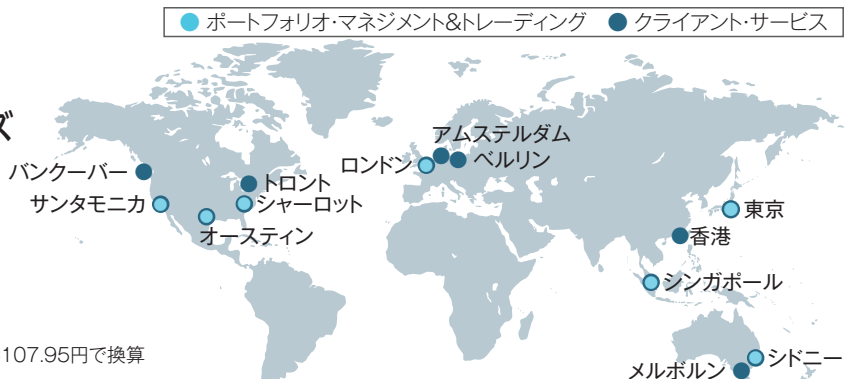 ポートフォリオ・マネジメント&トレーディング クライアント・サービス
ズ
アムステルダム
ロンドン
ベルリン
バンクーバー
トロント
サンタモニカ
シャーロット
オースティン
東京
香港
シンガポール
107.95円で換算
シドニー
メルボルン